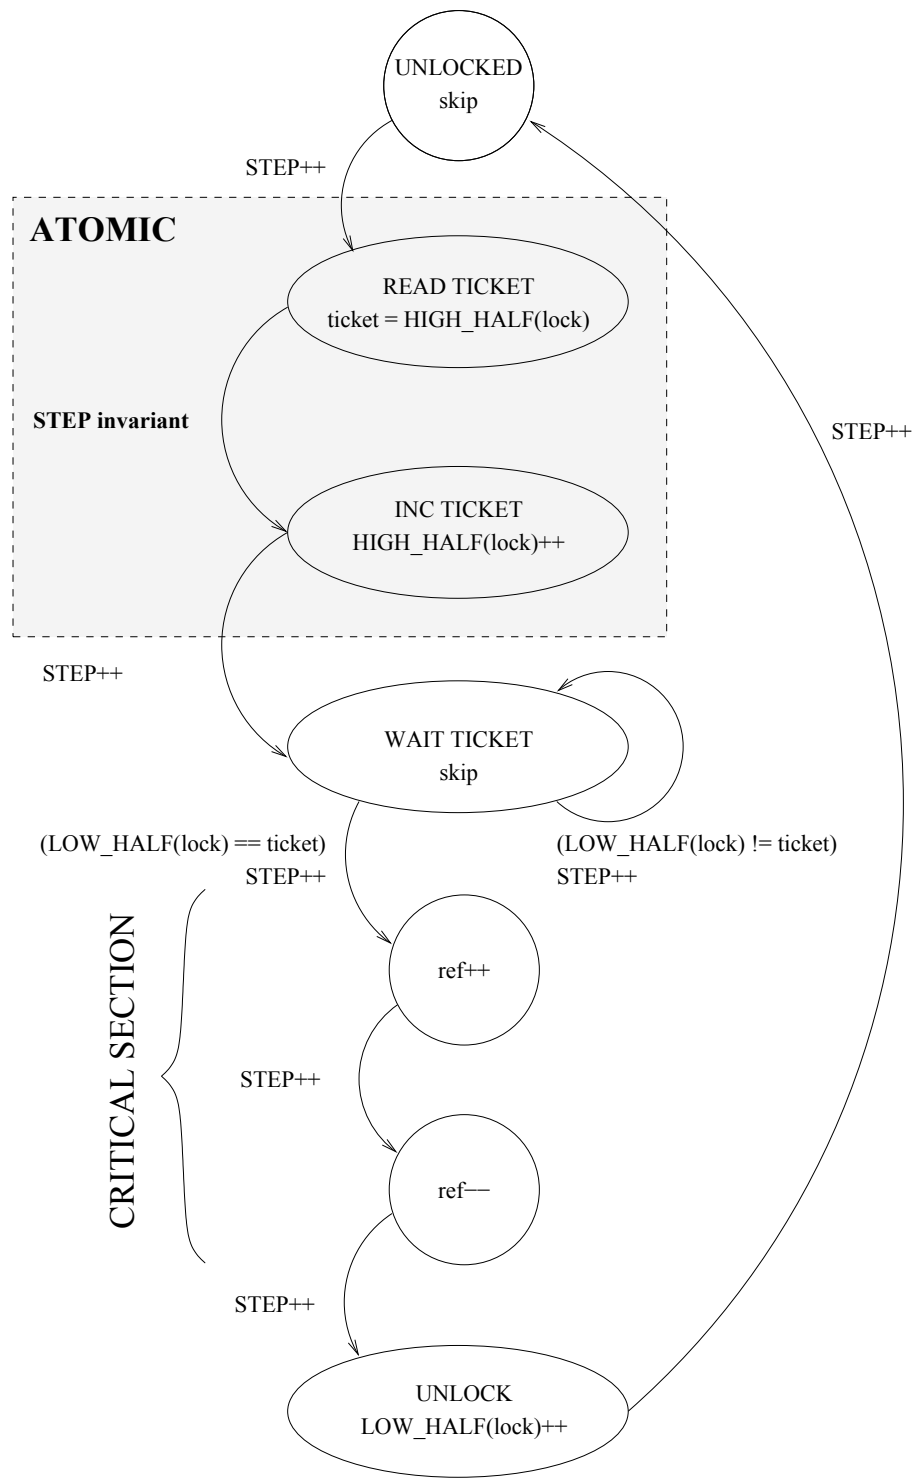 UNLOCKED
skip
STEP++
ATOMIC
READ TICKET
ticket = HIGH_HALF(lock)
STEP invariant
STEP++
INC TICKET
HIGH_HALF(lock)++
STEP++
WAIT TICKET
skip
(LOW_HALF(lock) == ticket)
STEP++
(LOW_HALF(lock) != ticket)
STEP++
CRITICAL SECTION
ref++
STEP++
ref−−
STEP++
UNLOCK
LOW_HALF(lock)++